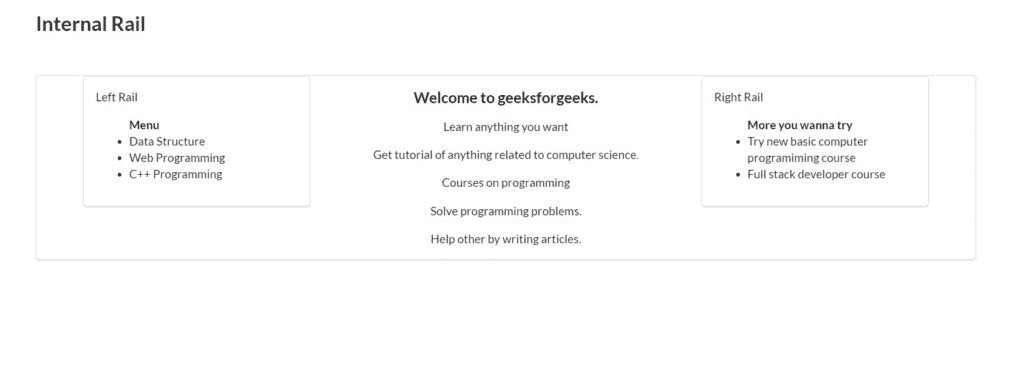 Internal Rail
Left Rail
Menu
Data Structure
Web Programming
C++ Programming
Welcome to geeksforgeeks.
Learn anything you want
Get tutorial of anything related to computer science.
Courses on programming
Solve programming problems.
Help other by writing articles.
Right Rail
More you wanna try
Try new basic computer
programiming course
Full stack developer course